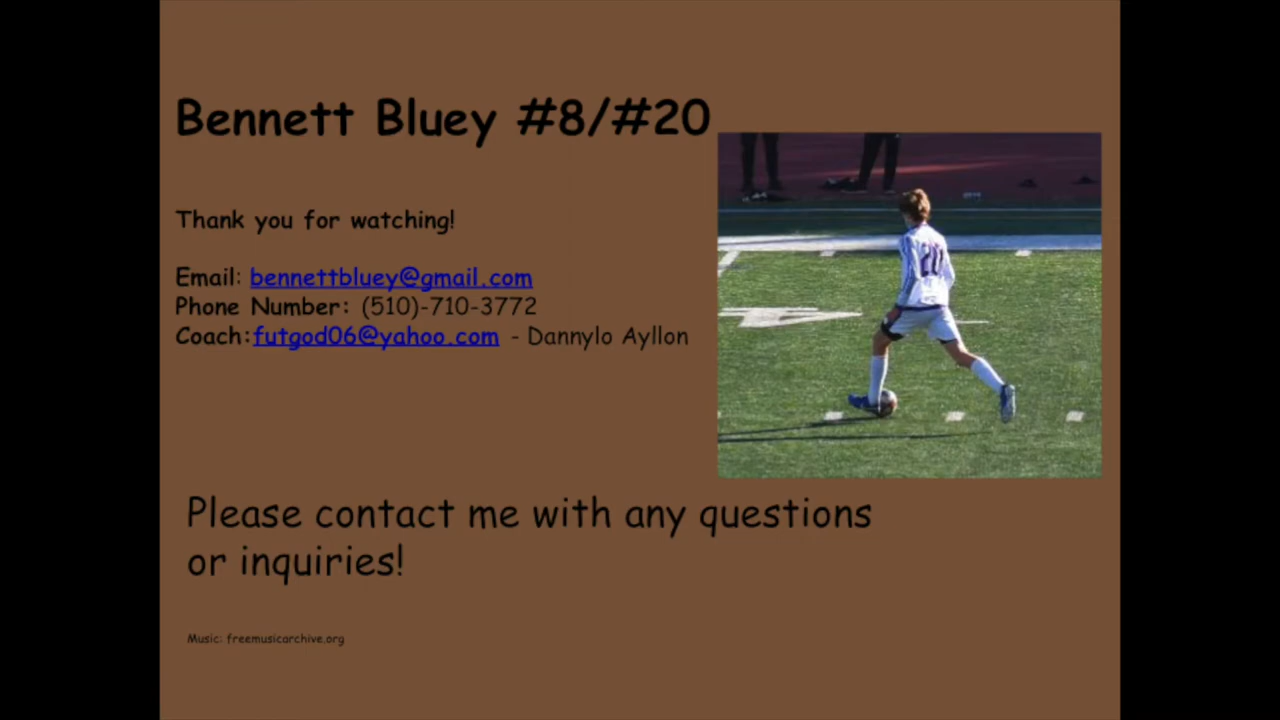 Bennett Bluey #8/#20
Thank you for watching!
Email: bennettbluey@gmail.com
Phone Number: (510)-710-3772
Coach:futgod06@yahoo.com - Dannylo Ayllon
20
Please contact me with any questions
or inquiries!
Music: freemusicarchive.org